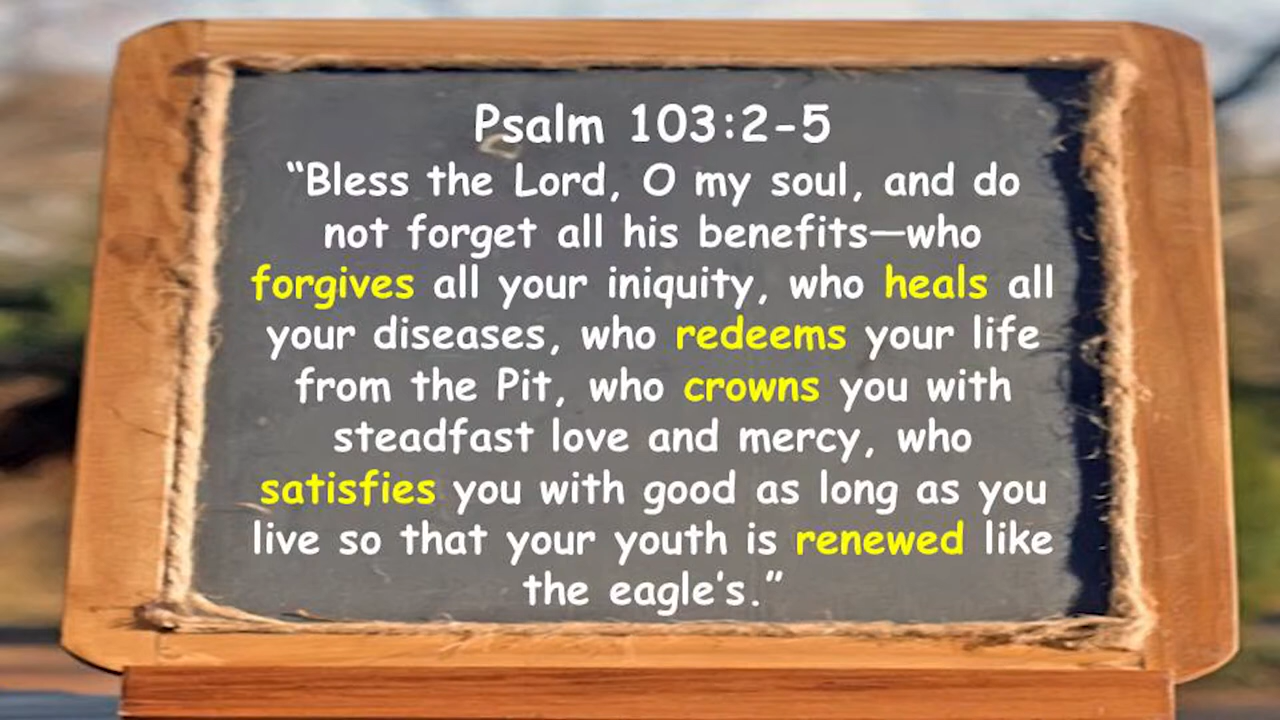 Psalm 103:2-5
“Bless the Lord, O my soul, and do
not forget all his benefits—who
forgives all your iniquity, who heals all
your diseases, who redeems your life
from the Pit, who crowns you with
steadfast love and mercy, who
satisfies you with good as long as you
live so that your youth is renewed like
the eagle’s.”